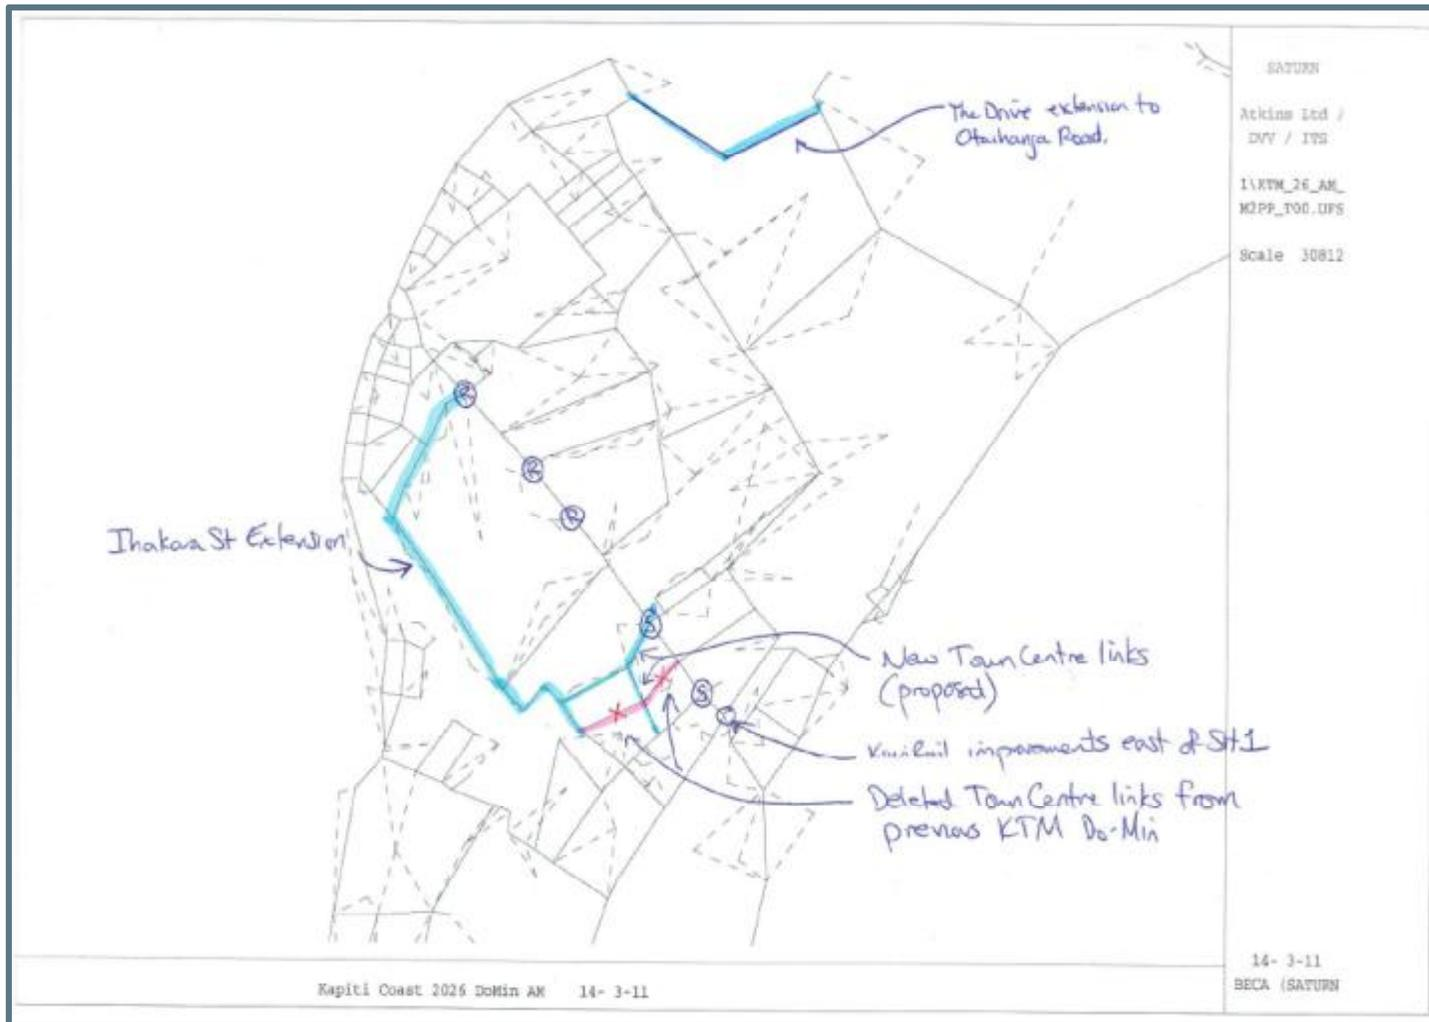 SATURN
Atkins Ltd /
DVV / ITS
1\KTM_26_AM_
M2PP_T00.UFS
Scale 30812
The Drive extension to
Otaihanga Road.
R
R
R
Ihakara St Extension
S
New Town Centre links
(proposed)
S
KiwiRail improvements east of SH1
Deleted Town Centre links from
previous KTM Do-Min
Kapiti Coast 2026 DoMin AM 14- 3-11
14- 3-11
BECA (SATURN